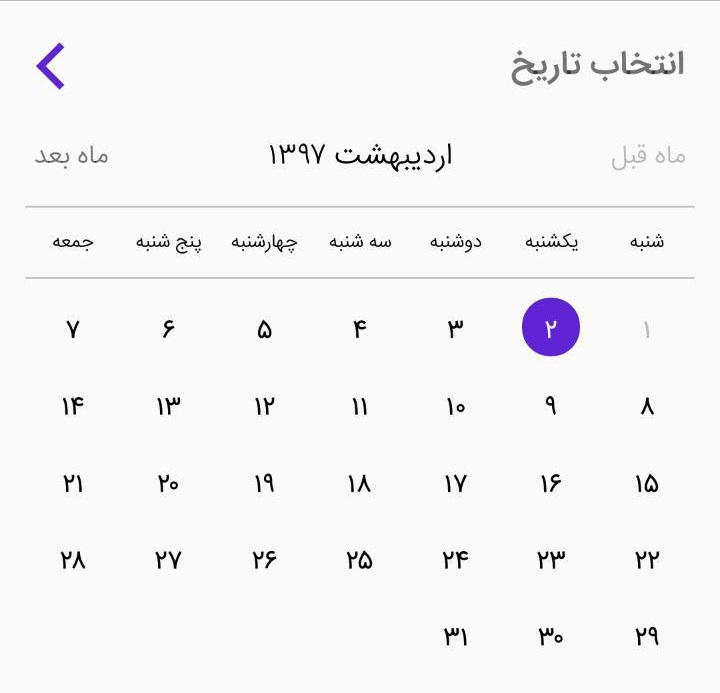 انتخاب تاریخ
ماه قبل اردیبهشت ۱۳۹۷ ماه بعد
شنبه یکشنبه دوشنبه سه شنبه چهارشنبه پنج شنبه جمعه
۱ ۲ ۳ ۴ ۵ ۶ ۷
۸ ۹ ۱۰ ۱۱ ۱۲ ۱۳ ۱۴
۱۵ ۱۶ ۱۷ ۱۸ ۱۹ ۲۰ ۲۱
۲۲ ۲۳ ۲۴ ۲۵ ۲۶ ۲۷ ۲۸
۲۹ ۳۰ ۳۱